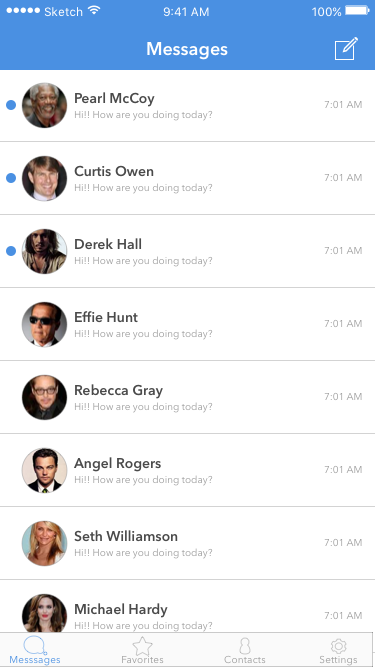 Sketch 9:41 AM 100%
Messages
Pearl McCoy
Hi!! How are you doing today?
7:01 AM
Curtis Owen
Hi!! How are you doing today?
7:01 AM
Derek Hall
Hi!! How are you doing today?
7:01 AM
Effie Hunt
Hi!! How are you doing today?
7:01 AM
Rebecca Gray
Hi!! How are you doing today?
7:01 AM
Angel Rogers
Hi!! How are you doing today?
7:01 AM
Seth Williamson
Hi!! How are you doing today?
7:01 AM
Michael Hardy
Hi!! How are you doing today?
7:01 AM
Messsages Favorites Contacts Settings